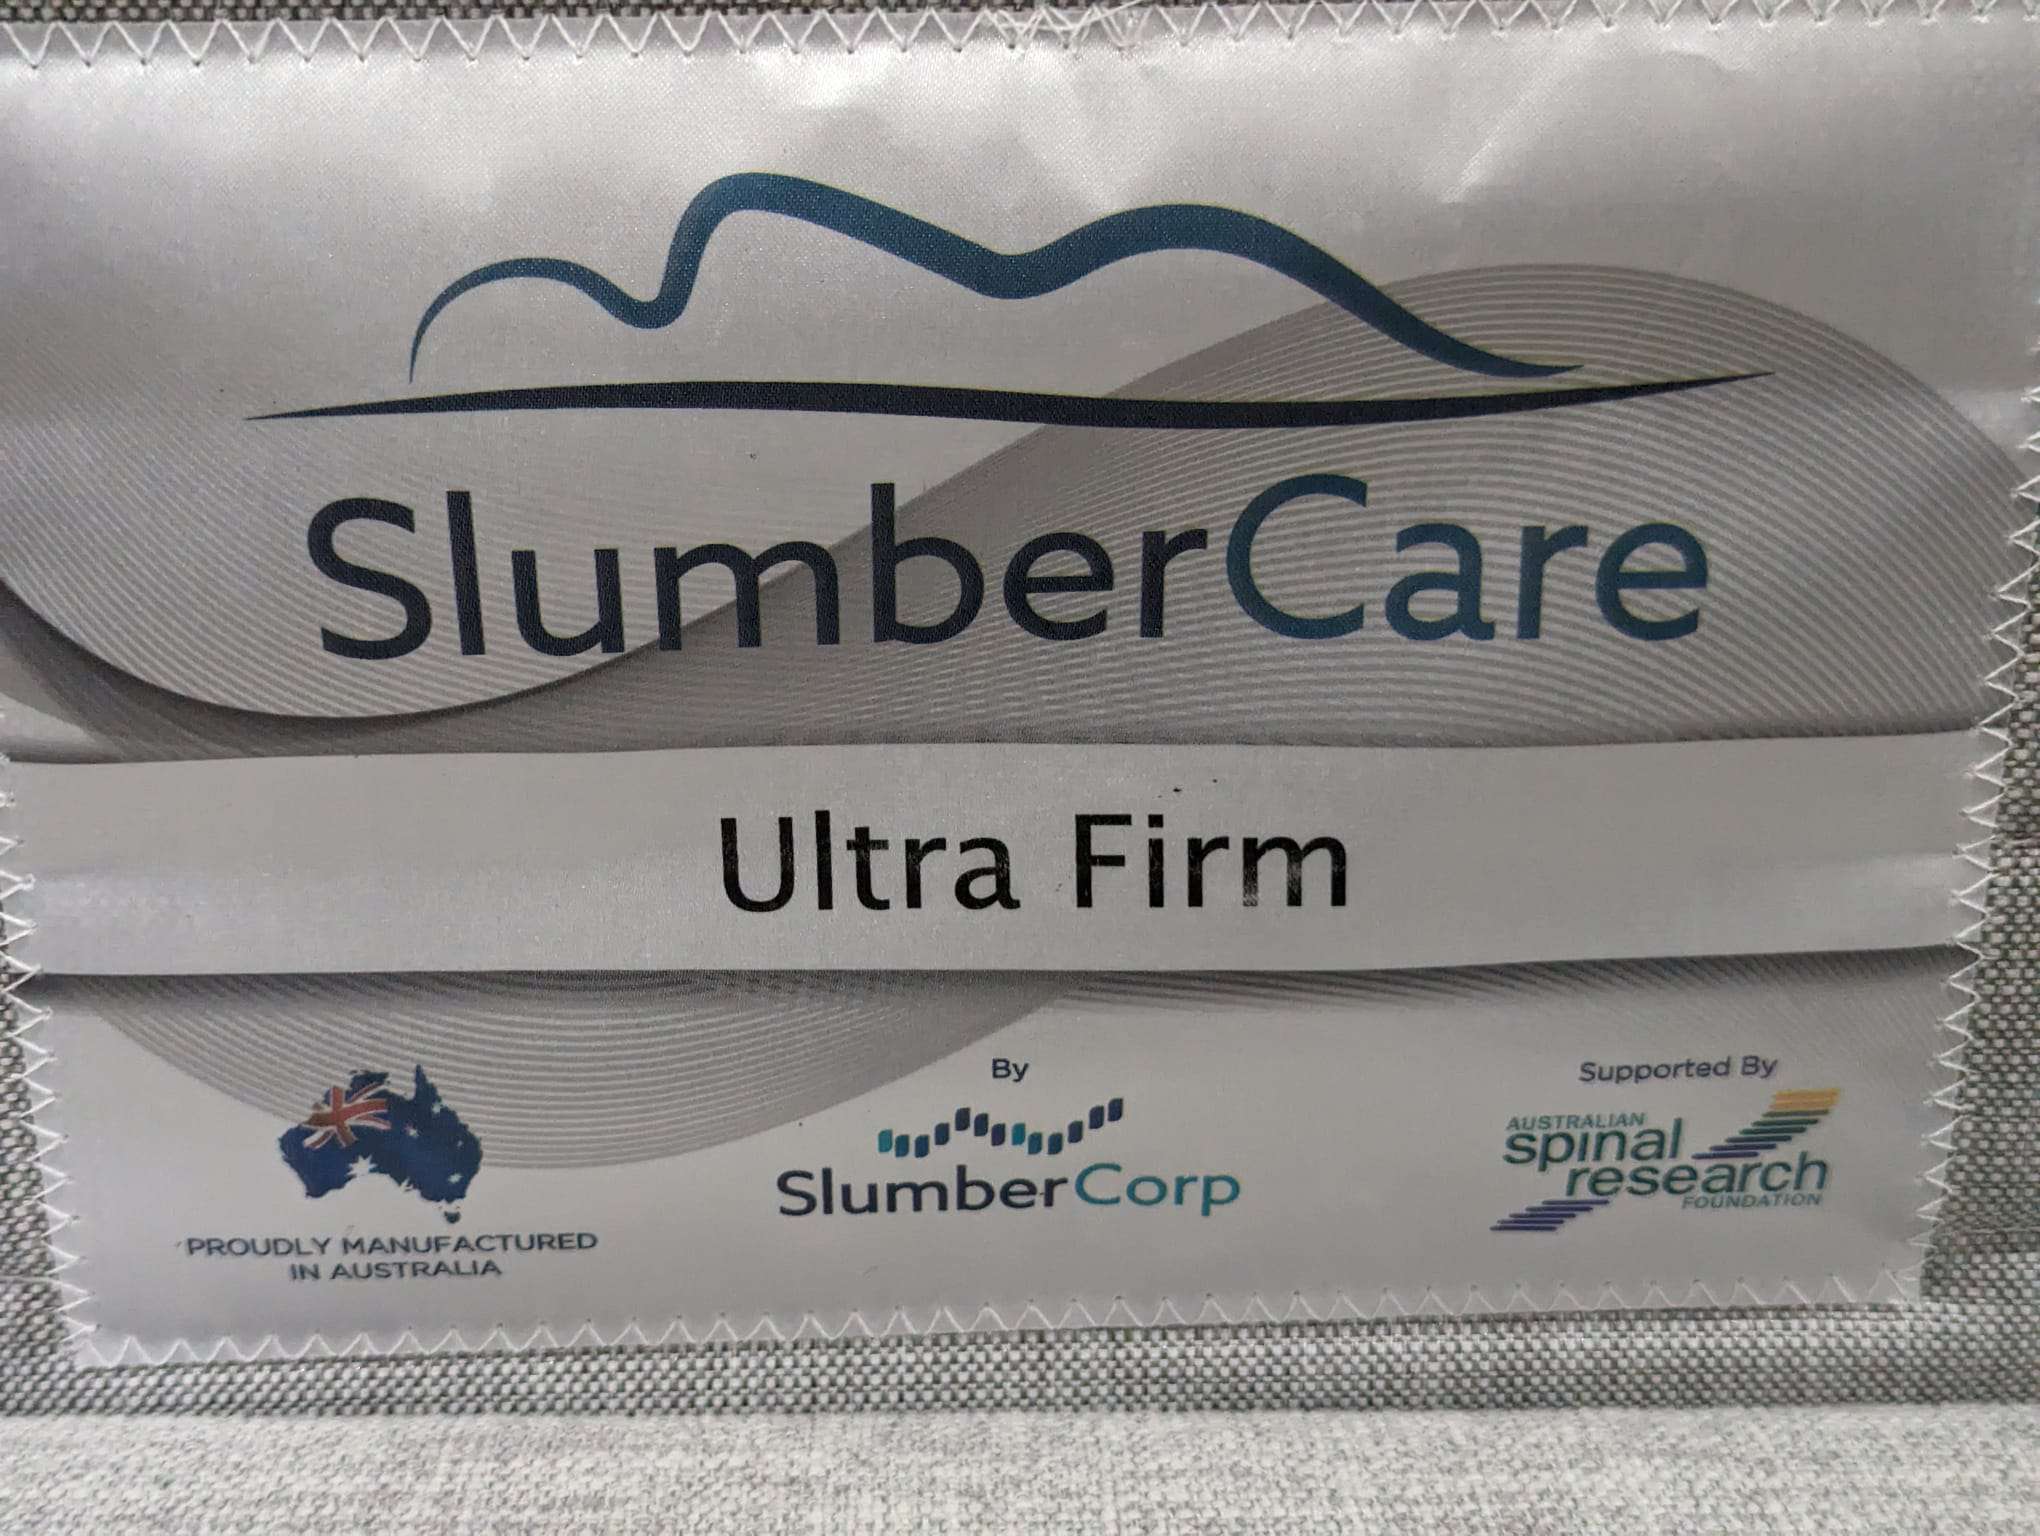 SlumberCare
Ultra Firm
PROUDLY MANUFACTURED
IN AUSTRALIA
By
SlumberCorp
Supported By
AUSTRALIAN
spinal
research
FOUNDATION